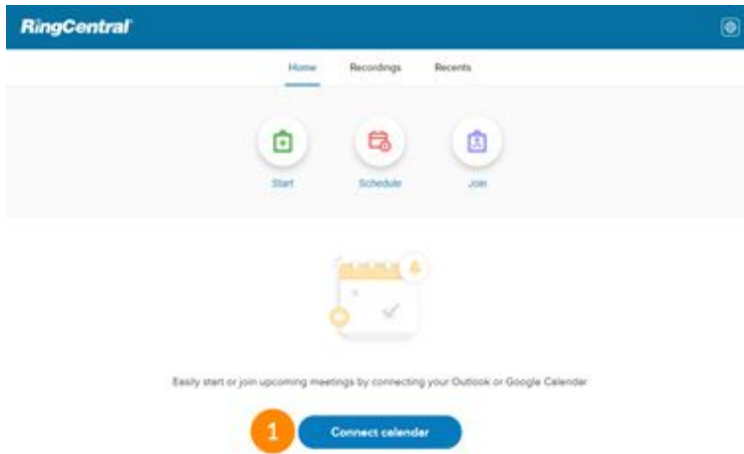 RingCentral
Home Recordings Recents
Start Schedule Join
Easily start or join upcoming meetings by connecting your Outlook or Google Calendar
1 Connect calendar